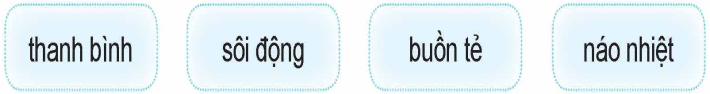 thanh bình sôi động buồn tẻ náo nhiệt